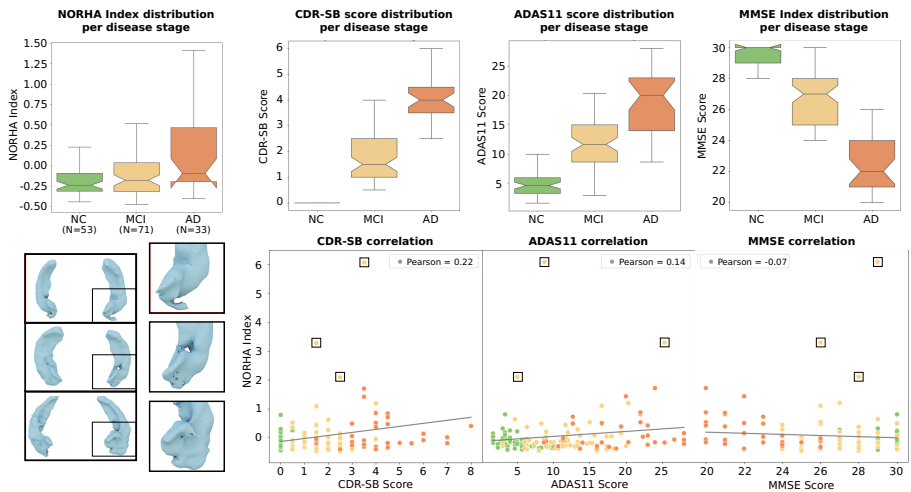 NORHA Index distribution
per disease stage
NORHA Index
1.50
1.25
1.00
0.75
0.50
0.25
0.00
-0.25
-0.50
NC
(N=53)
MCI
(N=71)
AD
(N=33)
CDR-SB score distribution
per disease stage
CDR-SB Score
6
5
4
3
2
1
0
NC
MCI
AD
ADAS11 score distribution
per disease stage
ADAS11 Score
25
20
15
10
5
NC
MCI
AD
MMSE Index distribution
per disease stage
MMSE Score
30
28
26
24
22
20
NC
MCI
AD
CDR-SB correlation
Pearson = 0.22
NORHA Index
6
5
4
3
2
1
0
0
1
2
3
4
5
6
7
8
CDR-SB Score
ADAS11 correlation
Pearson = 0.14
5
10
15
20
25
ADAS11 Score
MMSE correlation
Pearson = -0.07
20
22
24
26
28
30
MMSE Score